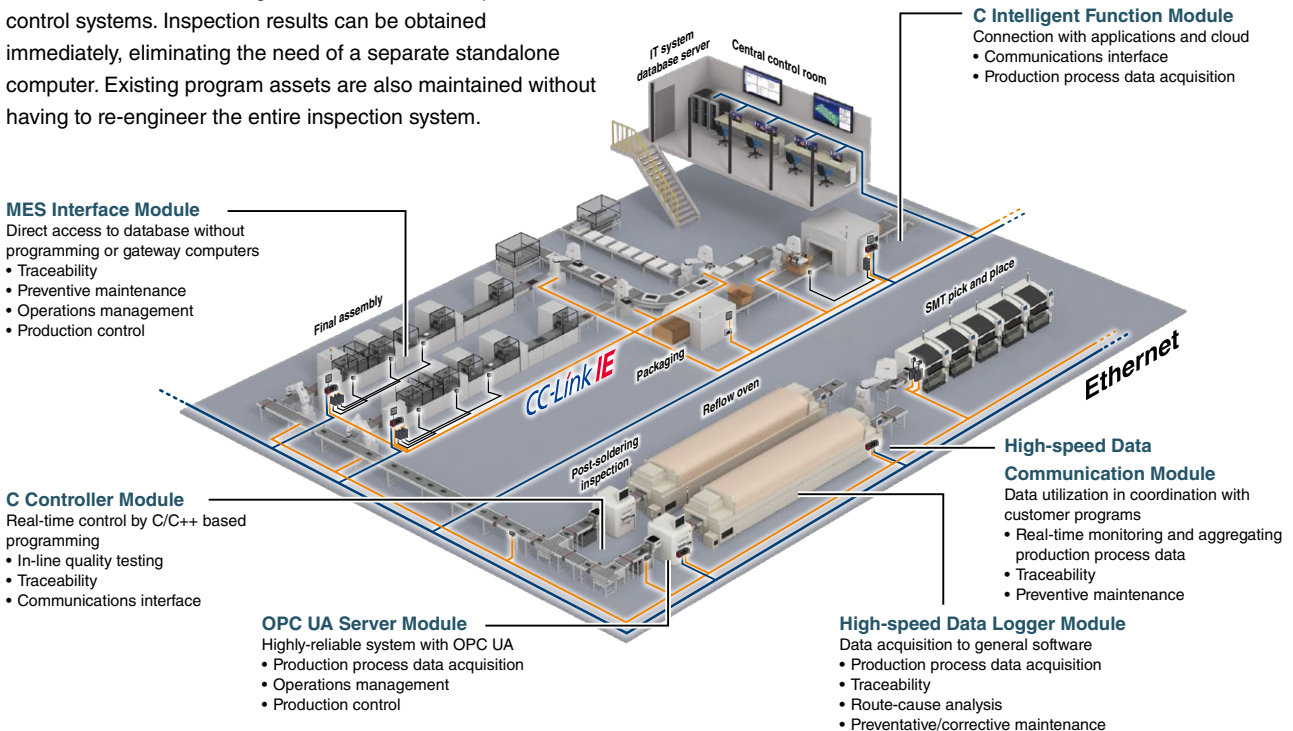 control systems. Inspection results can be obtained
immediately, eliminating the need of a separate standalone
computer. Existing program assets are also maintained without
having to re-engineer the entire inspection system.
C Intelligent Function Module
Connection with applications and cloud
• Communications interface
• Production process data acquisition
IT system
database server
Central control room
MES Interface Module
Direct access to database without
programming or gateway computers
• Traceability
• Preventive maintenance
• Operations management
• Production control
Final assembly
SMT pick and place
CC-Link IE
Packaging
Ethernet
Reflow oven
Post-soldering
inspection
High-speed Data
Communication Module
Data utilization in coordination with
customer programs
• Real-time monitoring and aggregating
production process data
• Traceability
• Preventive maintenance
C Controller Module
Real-time control by C/C++ based
programming
• In-line quality testing
• Traceability
• Communications interface
OPC UA Server Module
Highly-reliable system with OPC UA
• Production process data acquisition
• Operations management
• Production control
High-speed Data Logger Module
Data acquisition to general software
• Production process data acquisition
• Traceability
• Route-cause analysis
• Preventative/corrective maintenance